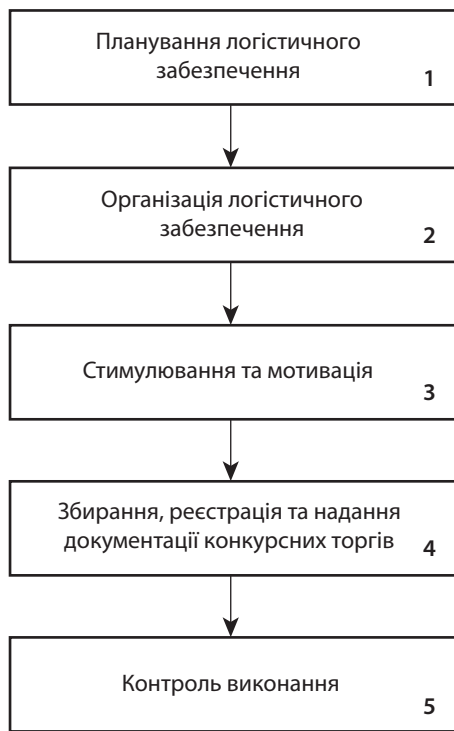 Планування логістичного
забезпечення
1
Організація логістичного
забезпечення
2
Стимулювання та мотивація
3
Збирання, реєстрація та надання
документації конкурсних торгів
4
Контроль виконання
5